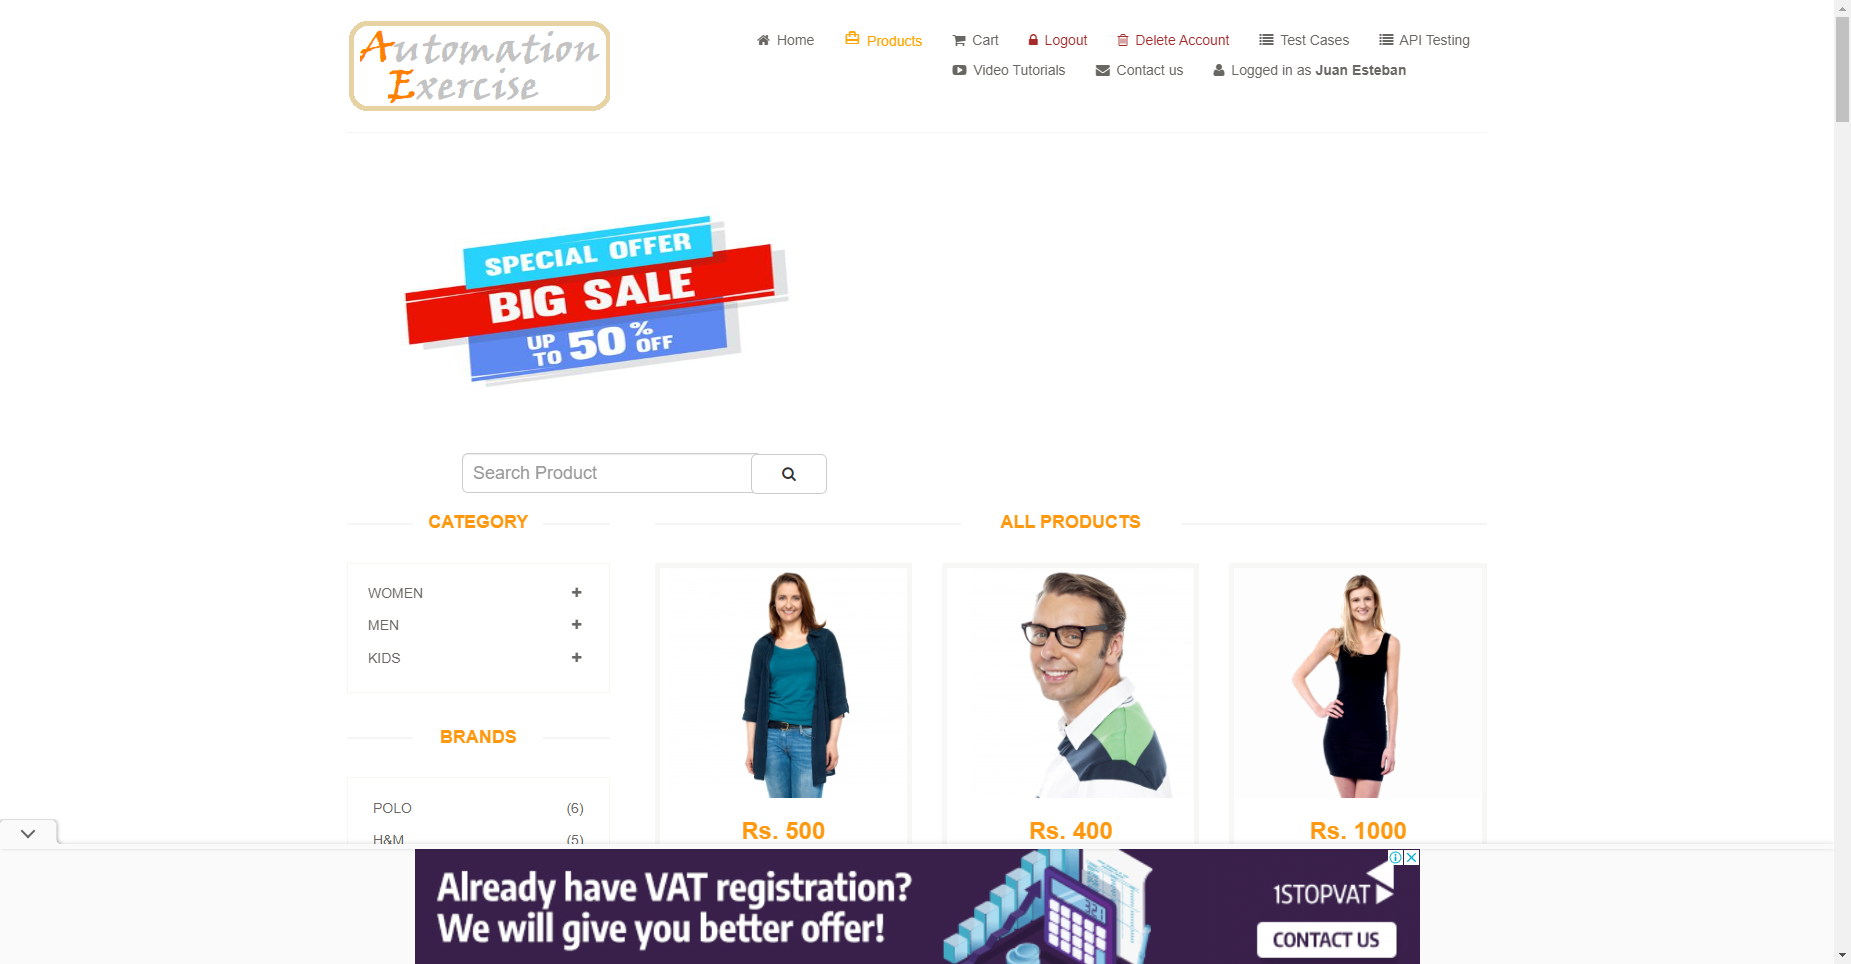 Automation
Exercise
Home
Products
Cart
Logout
Delete Account
Test Cases
API Testing
Video Tutorials
Contact us
Logged in as Juan Esteban
SPECIAL OFFER
BIG SALE
UP TO 50% OFF
Search Product
CATEGORY
ALL PRODUCTS
WOMEN
MEN
KIDS
BRANDS
POLO (6)
H&M (5)
Rs. 500
Rs. 400
Rs. 1000
Already have VAT registration?
We will give you better offer!
321
1STOPVAT
CONTACT US